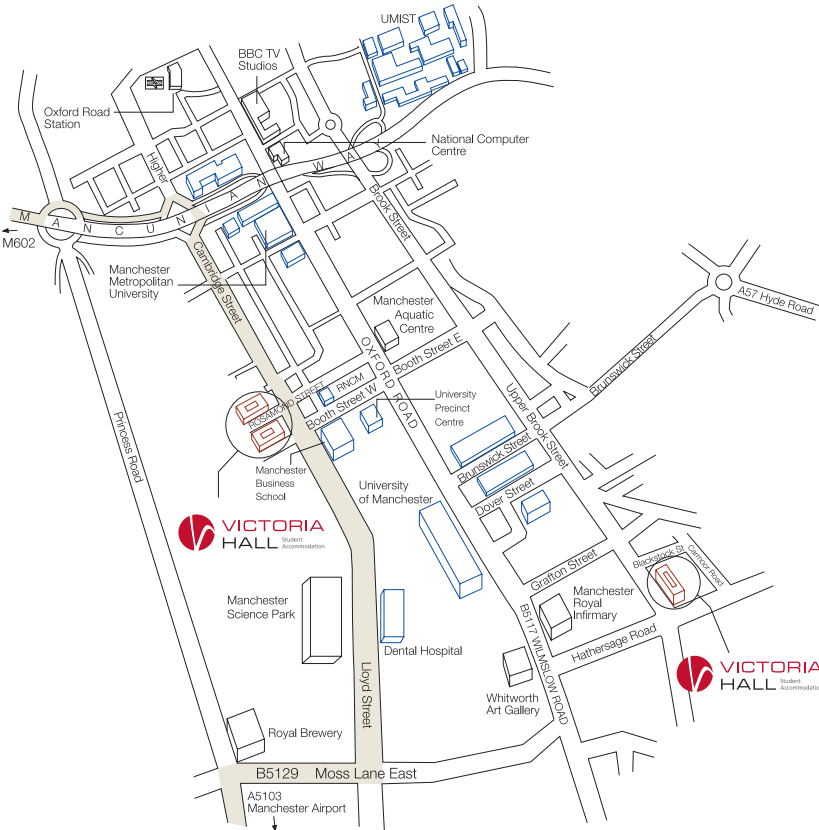 UMIST
BBC TV
Studios
Oxford Road
Station
National Computer
Centre
Higher
MANCUNIAN WAY
M602
Brook Street
Cambridge Street
Manchester
Metropolitan
University
A57 Hyde Road
Manchester
Aquatic
Centre
OXFORD ROAD
Booth Street E
Brunswick Street
RNCM
ROSAMOND STREET
Booth Street W
University
Precinct
Centre
Upper Brook Street
Princess Road
Manchester
Business
School
Brunswick Street
University
of Manchester
Dover Street
VICTORIA
HALL Student
Accommodation
Grafton Street
Blackstock St
Carmoor Road
Manchester
Science Park
Manchester
Royal
Infirmary
B5117 WILMSLOW ROAD
Hathersage Road
Dental Hospital
Lloyd Street
VICTORIA
HALL Student
Accommodation
Whitworth
Art Gallery
Royal Brewery
B5129 Moss Lane East
A5103
Manchester Airport